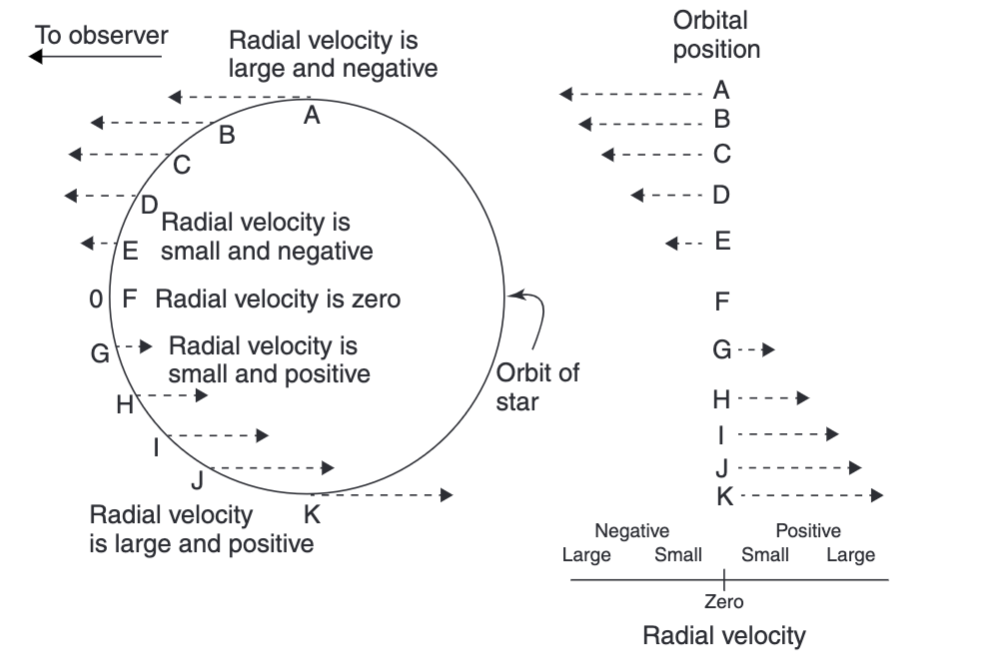 To observer
Radial velocity is
large and negative
A
B
C
D
Radial velocity is
E small and negative
0 F Radial velocity is zero
G Radial velocity is
small and positive
H
I
J
Radial velocity K
is large and positive
Orbit of
star
Orbital
position
A
B
C
D
E
F
G
H
I
J
K
Negative Positive
Large Small Small Large
Zero
Radial velocity